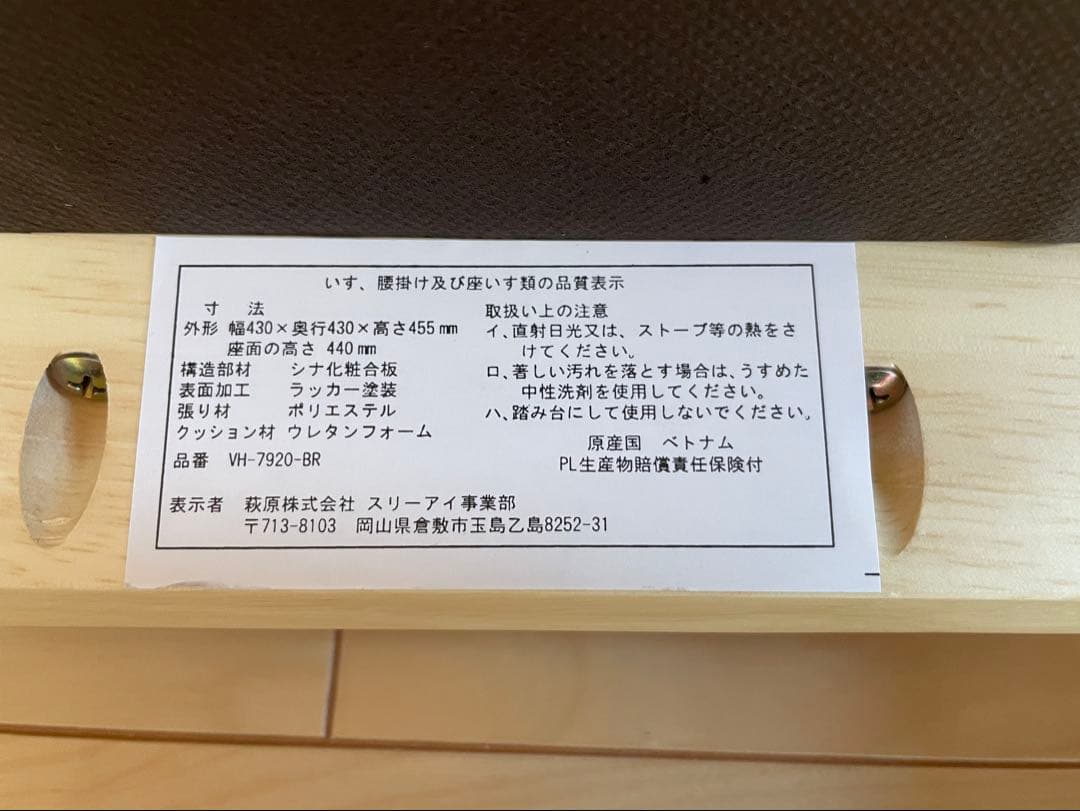 いす、腰掛け及び座いす類の品質表示
寸　法
外形 幅430×奥行430×高さ455mm
座面の高さ 440mm
構造部材　シナ化粧合板
表面加工　ラッカー塗装
張り材　ポリエステル
クッション材 ウレタンフォーム
品番　VH-7920-BR
取扱い上の注意
イ、直射日光又は、ストーブ等の熱をさ
けてください。
ロ、著しい汚れを落とす場合は、うすめた
中性洗剤を使用してください。
ハ、踏み台にして使用しないでください。
原産国　ベトナム
PL生産物賠償責任保険付
表示者　萩原株式会社 スリーアイ事業部
〒713-8103　岡山県倉敷市玉島乙島8252-31